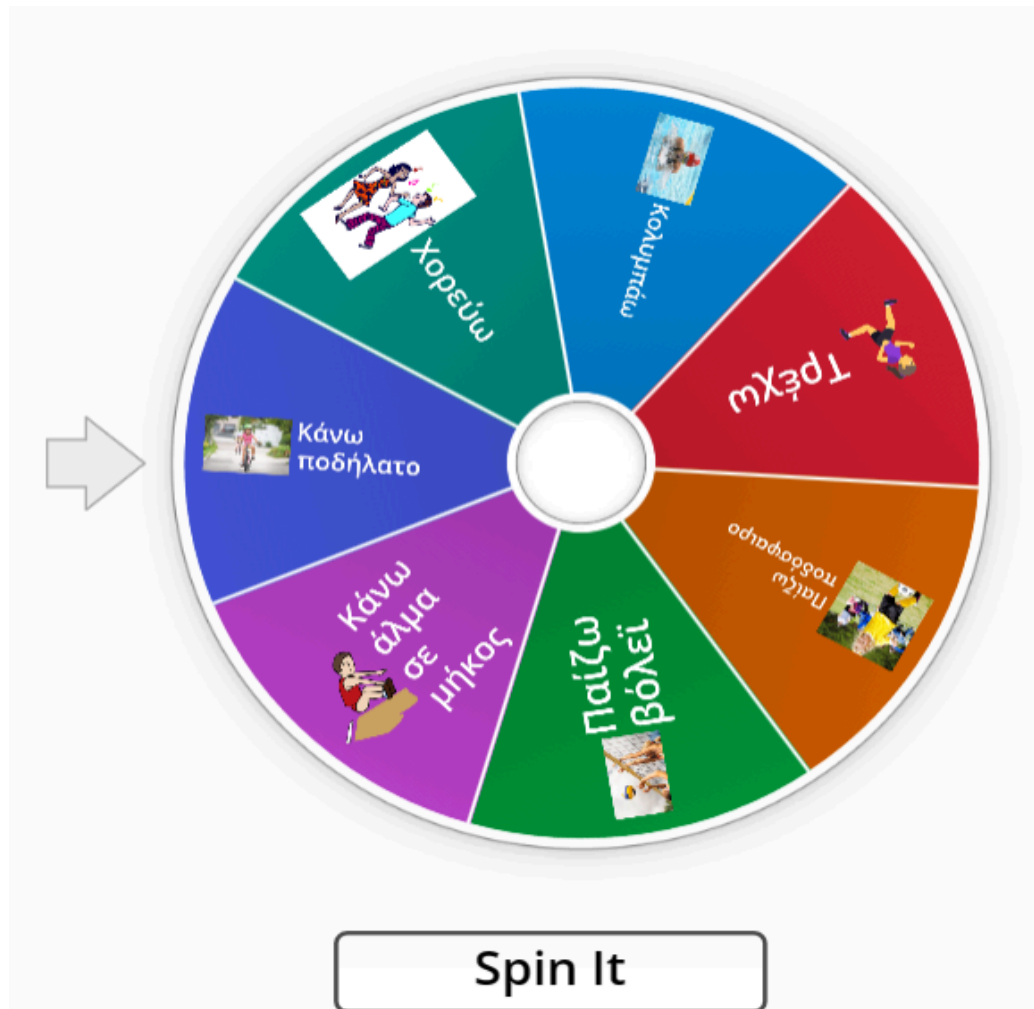 Κολυμπάω
Τρέχω
Παίζω
ποδόσφαιρο
Παίζω
βόλεϊ
Κάνω
άλμα
σε
μήκος
Κάνω
ποδήλατο
Χορεύω
Spin It